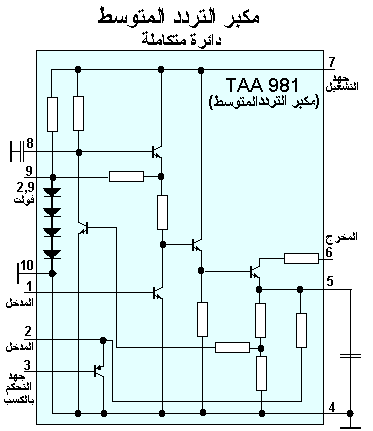 مكبر التردد المتوسط
دائرة متكاملة
TAA 981
(مكبر الترددالمتوسط)
7
جهد
التشغيل
8
9
2,9
فولت
المخرج
6
10
5
1
المدخل
2
المدخل
3
جهد
التحكم
بالكسب
4